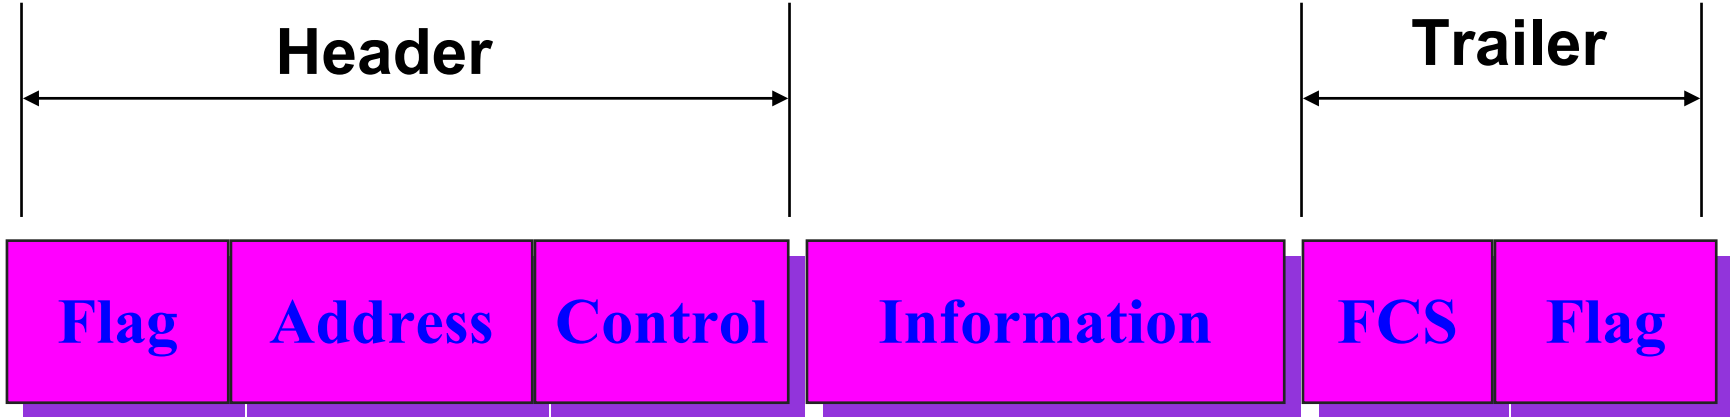 Header
Trailer
Flag Address Control Information FCS Flag